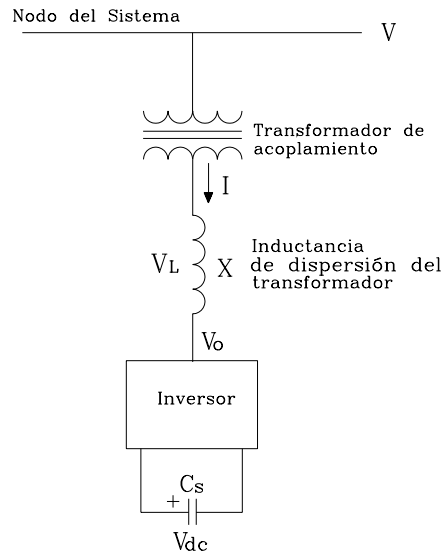 Nodo del Sistema
V
Transformador de
acoplamiento
I
VL
X
Inductancia
de dispersión del
transformador
Vo
Inversor
Cs
+
Vdc